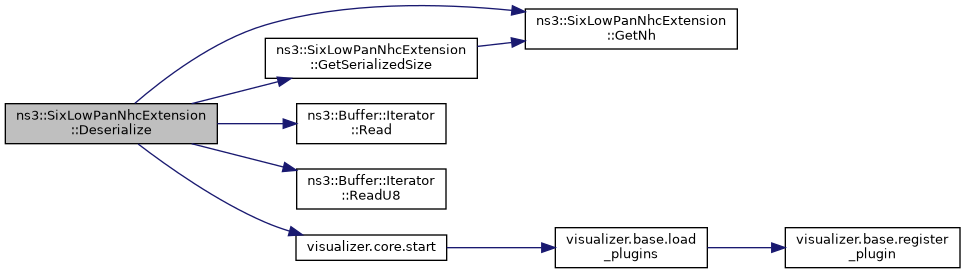 ns3::SixLowPanNhcExtension
::Deserialize
ns3::SixLowPanNhcExtension
::GetNh
ns3::SixLowPanNhcExtension
::GetSerializedSize
ns3::Buffer::Iterator
::Read
ns3::Buffer::Iterator
::ReadU8
visualizer.core.start
visualizer.base.load
_plugins
visualizer.base.register
_plugin